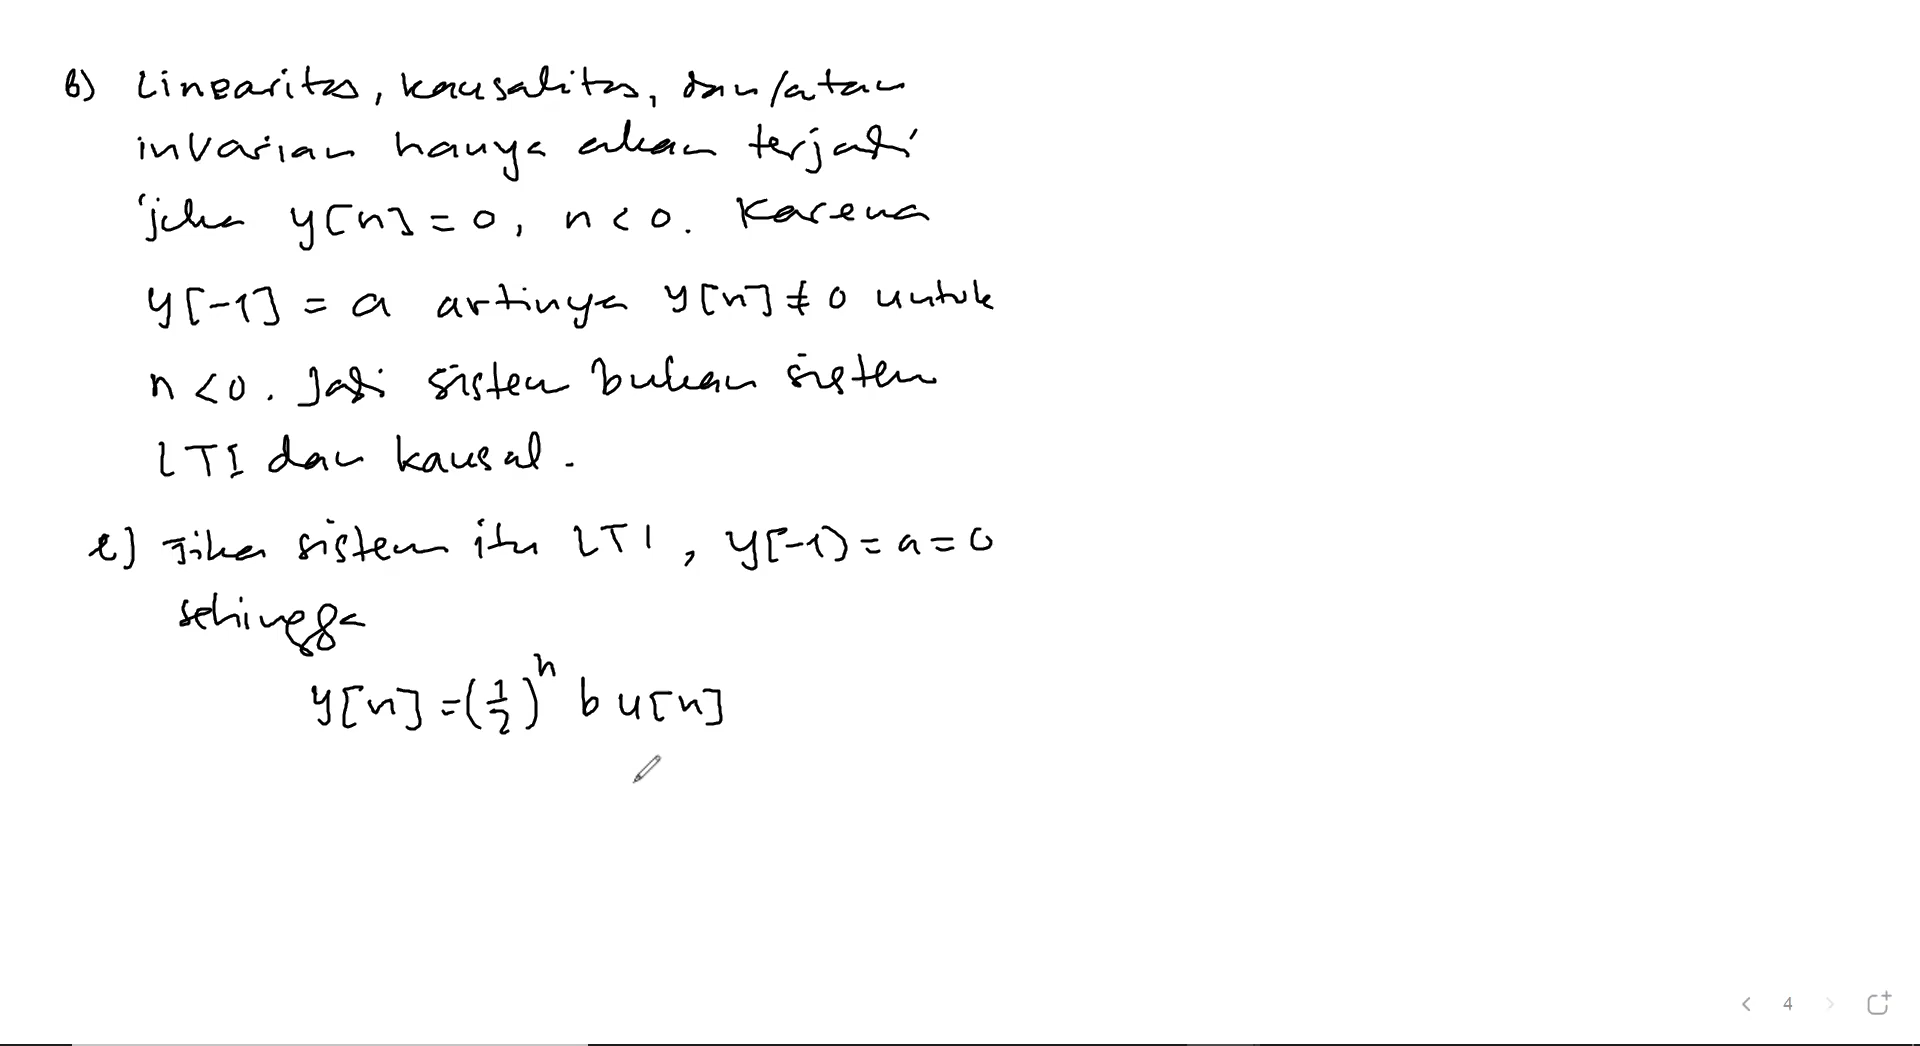 b) Linearitas, kausalitas, dan/atau
invarian hanya akan terjadi
jika y[n] = 0, n < 0. Karena
y[-1] = a artinya y[n] ≠ 0 untuk
n < 0. Jadi sistem bukan sistem
LTI dan kausal.
c) Jika sistem itu LTI, y[-1] = a = 0
sehingga
y[n] = (1/2)^n b u[n]
4